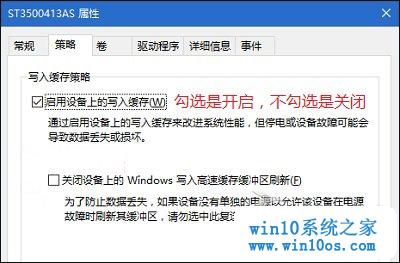 ST3500413AS 属性
常规 策略 卷 驱动程序 详细信息 事件
写入缓存策略
启用设备上的写入缓存(W) 勾选是开启，不勾选是关闭
通过启用设备上的写入缓存来改进系统性能，但停电或设备故障可能会
导致数据丢失或损坏。
关闭设备上的 Windows 写入高速缓存缓冲区刷新(F)
为了防止数据丢失，如果设备没有单独的电源以允许该设备在电源
故障时刷新其缓冲区，请勿选中此复选
win10系统之家
www.win10os.com